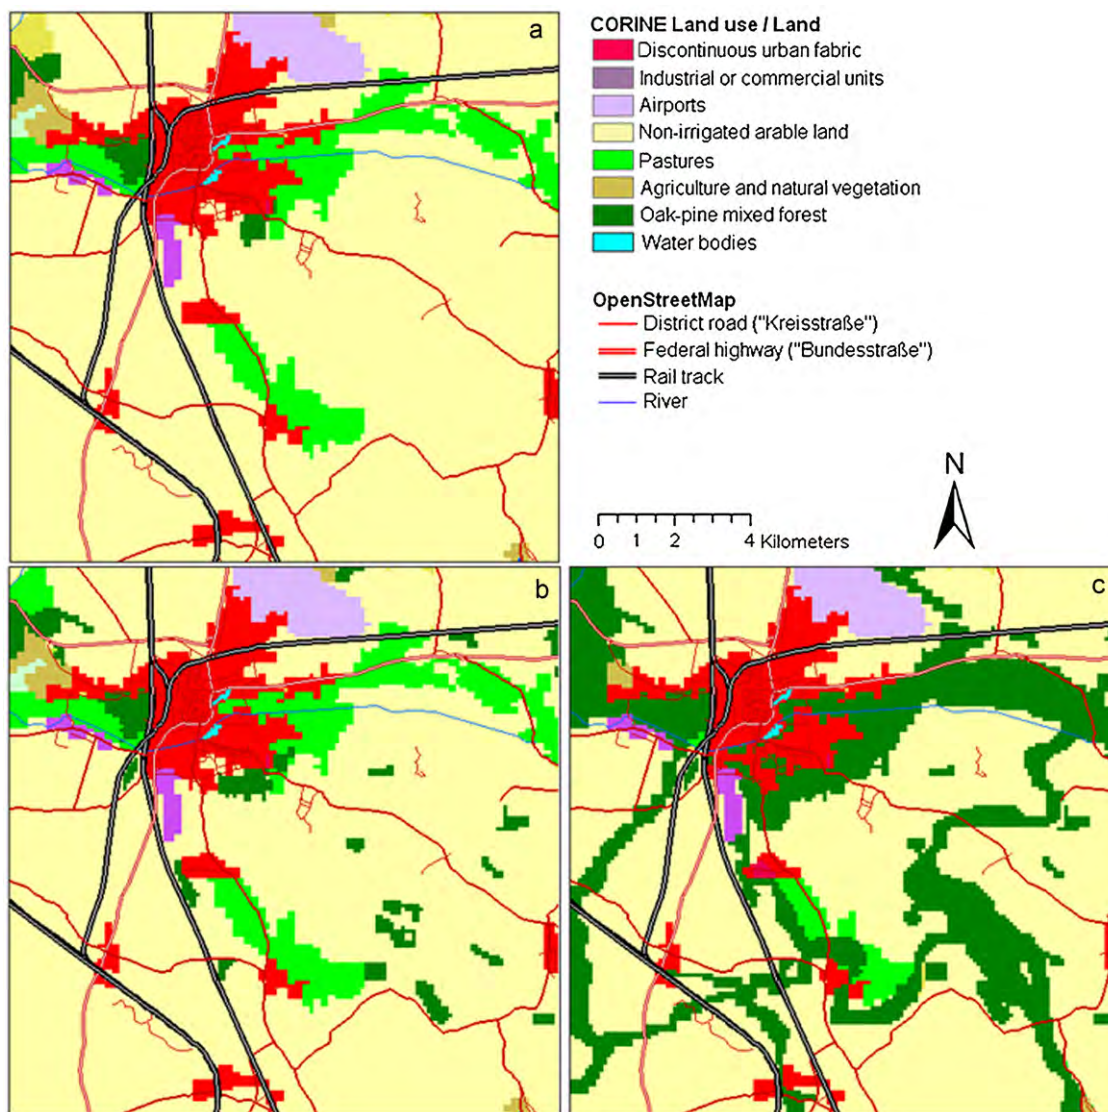 a
CORINE Land use / Land
Discontinuous urban fabric
Industrial or commercial units
Airports
Non-irrigated arable land
Pastures
Agriculture and natural vegetation
Oak-pine mixed forest
Water bodies
OpenStreetMap
District road ("Kreisstraße")
Federal highway ("Bundesstraße")
Rail track
River
N
0 1 2 4 Kilometers
b
c